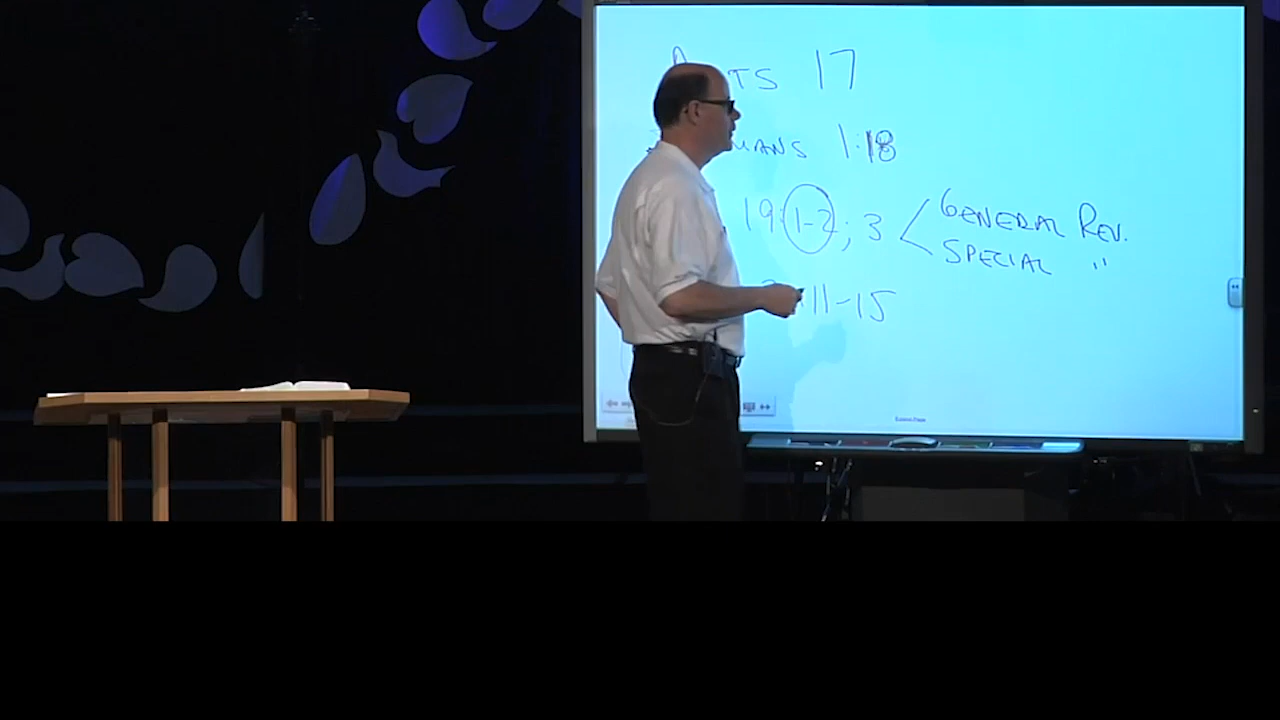 TS 17
MANS 1:18
19:1-2; 3 < GENERAL REV.
SPECIAL "
:11-15